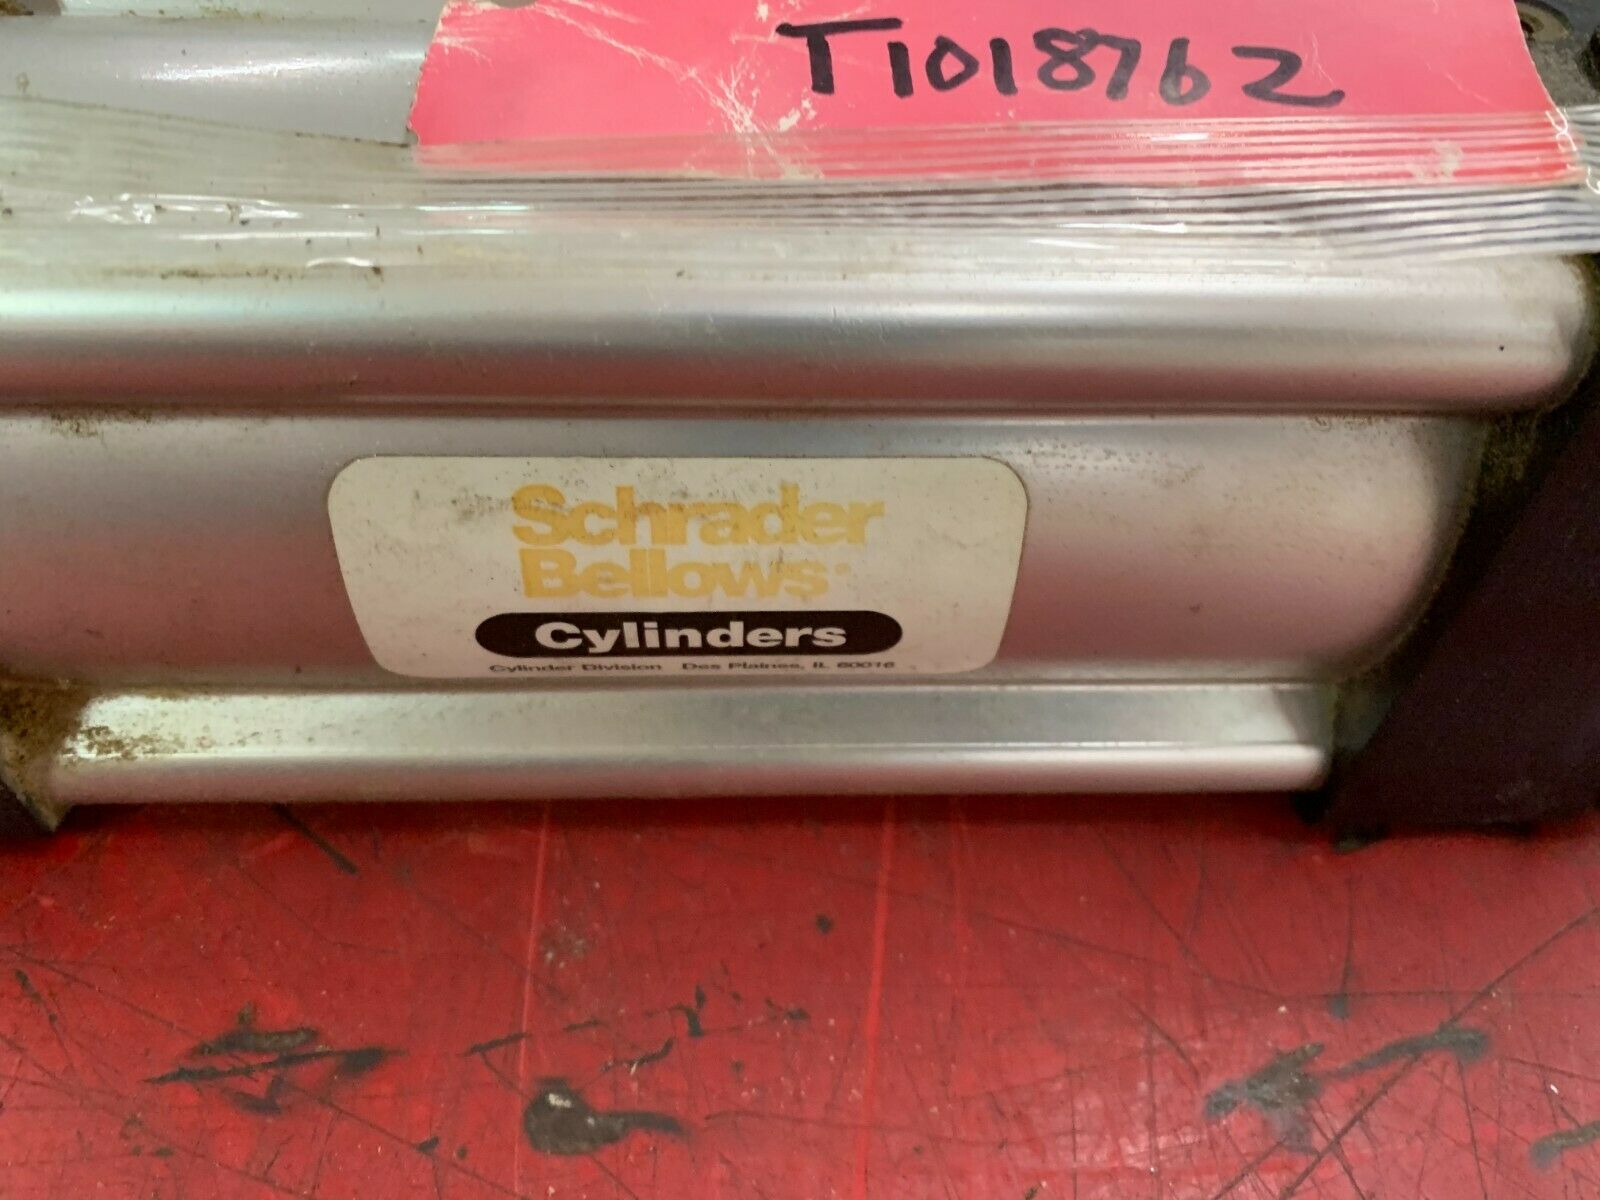 T1018762
Schrader
Bellows
Cylinders
Cylinder Division Des Plaines, IL 60016